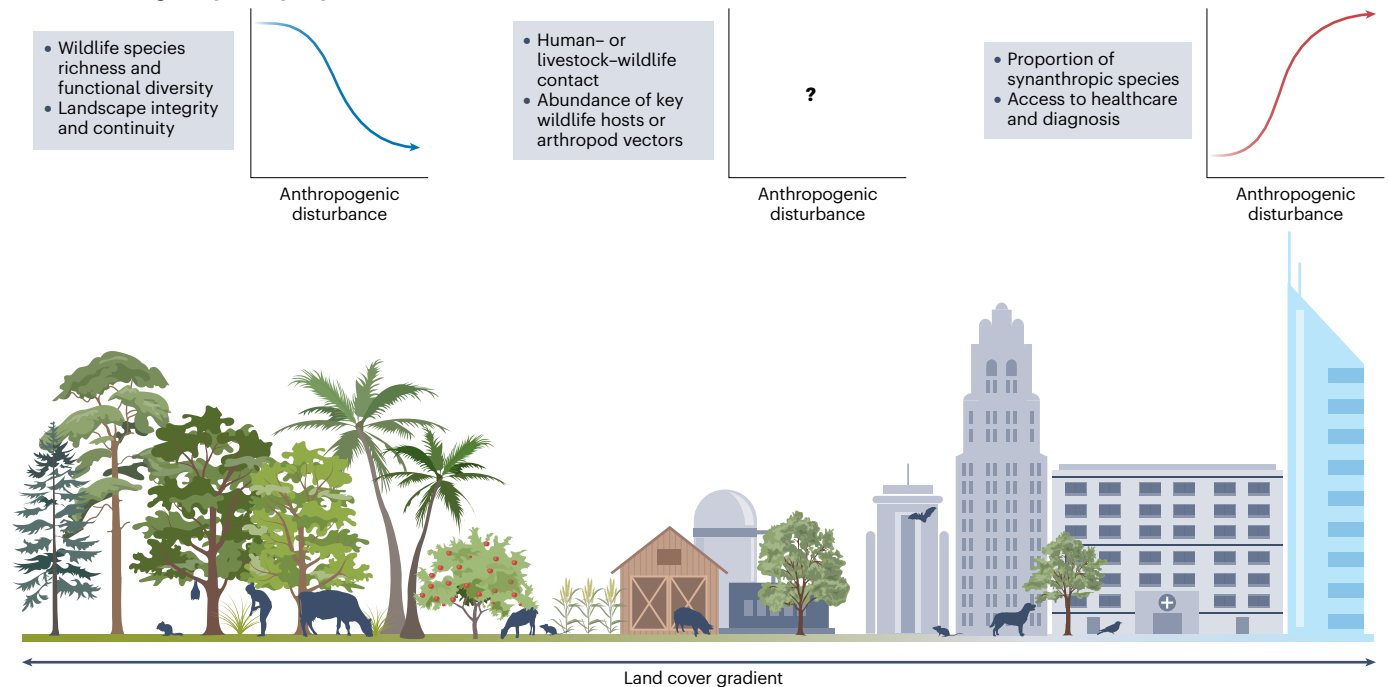 • Wildlife species
richness and
functional diversity
• Landscape integrity
and continuity
Anthropogenic
disturbance
• Human– or
livestock–wildlife
contact
• Abundance of key
wildlife hosts or
arthropod vectors
?
Anthropogenic
disturbance
• Proportion of
synanthropic species
• Access to healthcare
and diagnosis
Anthropogenic
disturbance
Land cover gradient